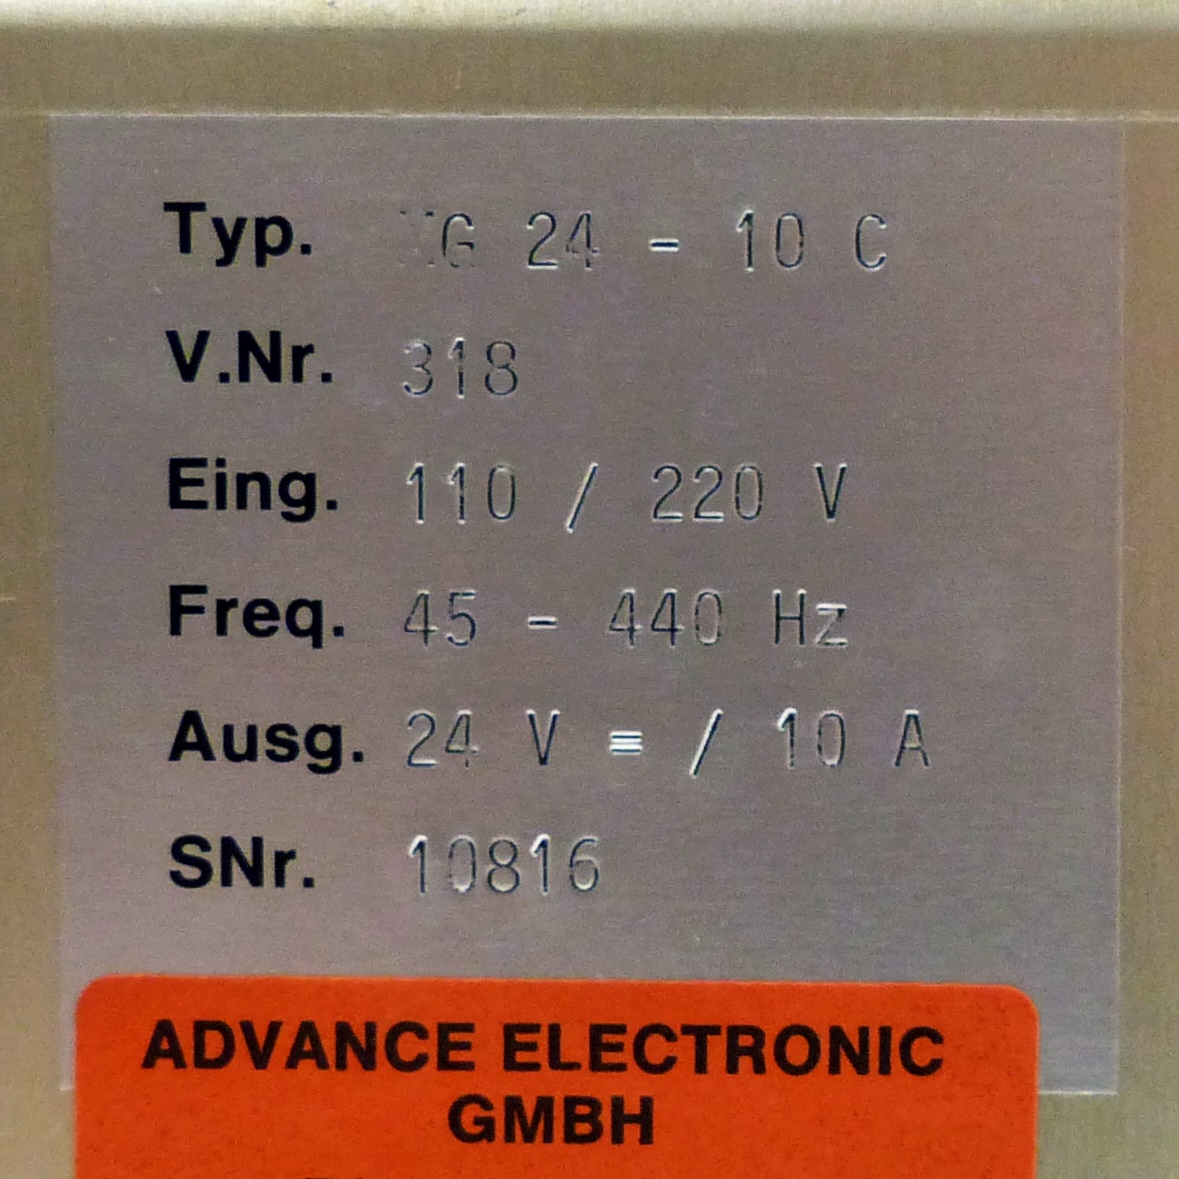 Typ. 24 - 10 C
V.Nr. 318
Eing. 110 / 220 V
Freq. 45 - 440 Hz
Ausg. 24 V = / 10 A
SNr. 10816
ADVANCE ELECTRONIC
GMBH